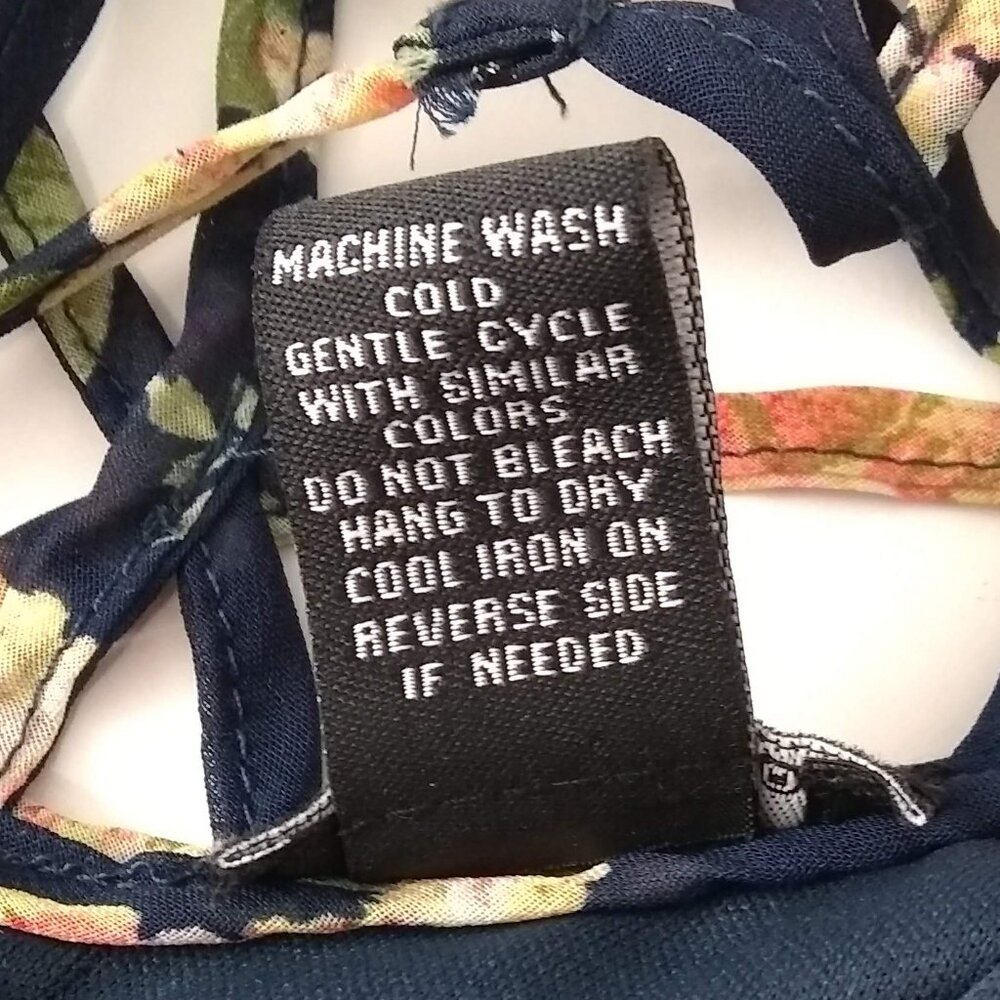 MACHINE WASH
COLD
GENTLE CYCLE
WITH SIMILAR
COLORS
DO NOT BLEACH
HANG TO DRY
COOL IRON ON
REVERSE SIDE
IF NEEDED